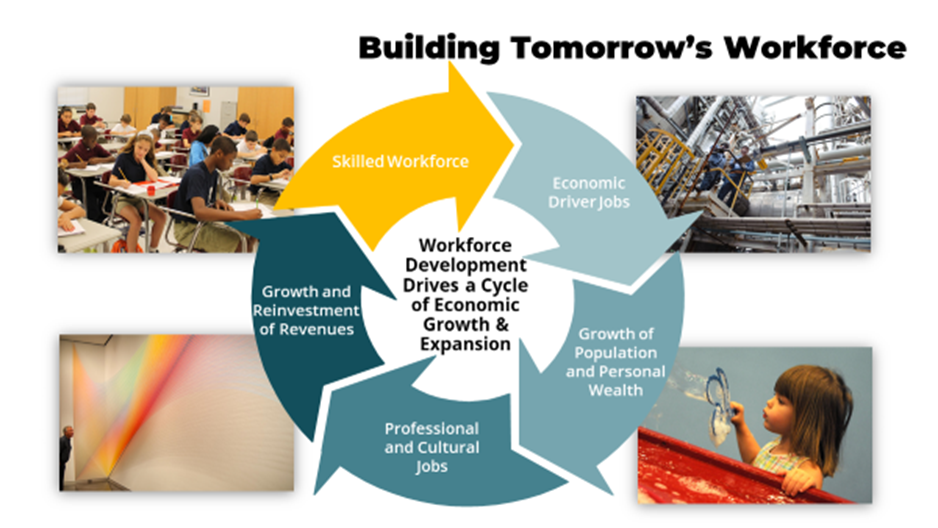 Building Tomorrow’s Workforce
Skilled Workforce
Economic
Driver Jobs
Growth of
Population
and Personal
Wealth
Professional
and Cultural
Jobs
Growth and
Reinvestment
of Revenues
Workforce
Development
Drives a Cycle
of Economic
Growth &
Expansion